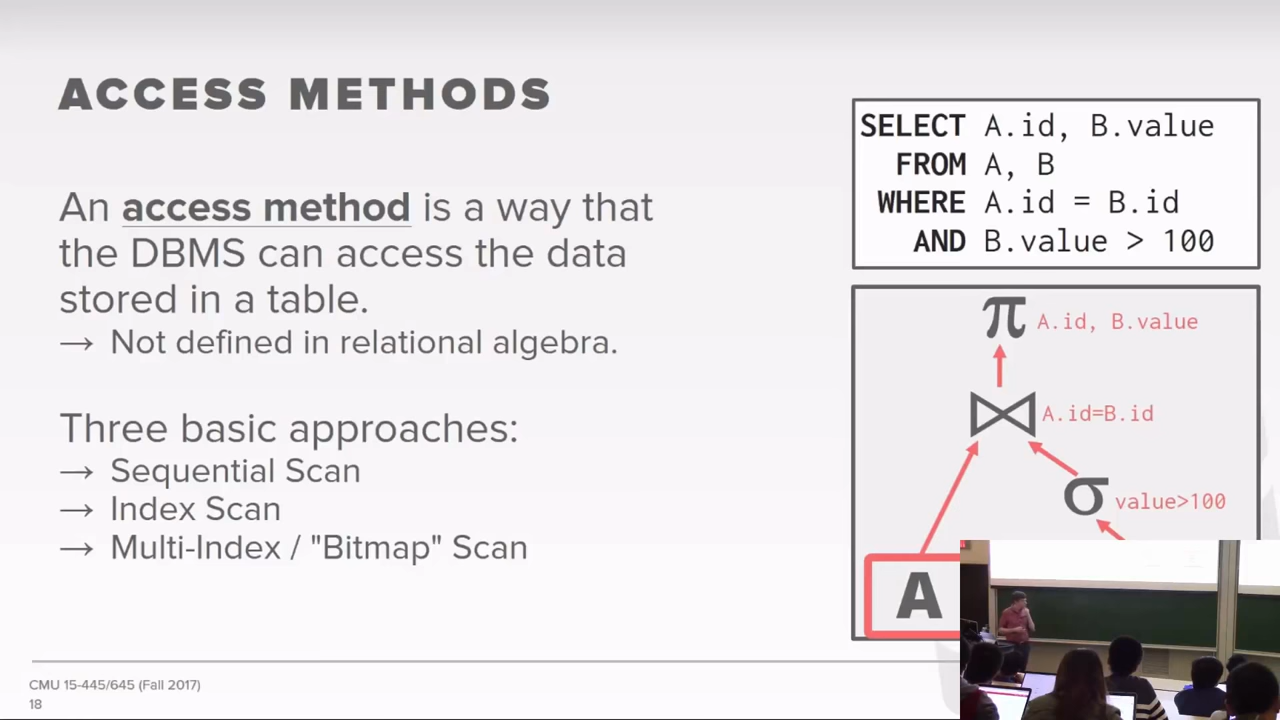 ACCESS METHODS
An access method is a way that
the DBMS can access the data
stored in a table.
→ Not defined in relational algebra.
Three basic approaches:
→ Sequential Scan
→ Index Scan
→ Multi-Index / "Bitmap" Scan
SELECT A.id, B.value
FROM A, B
WHERE A.id = B.id
AND B.value > 100
π A.id, B.value
⋈ A.id=B.id
σ value>100
A
CMU 15-445/645 (Fall 2017)
18